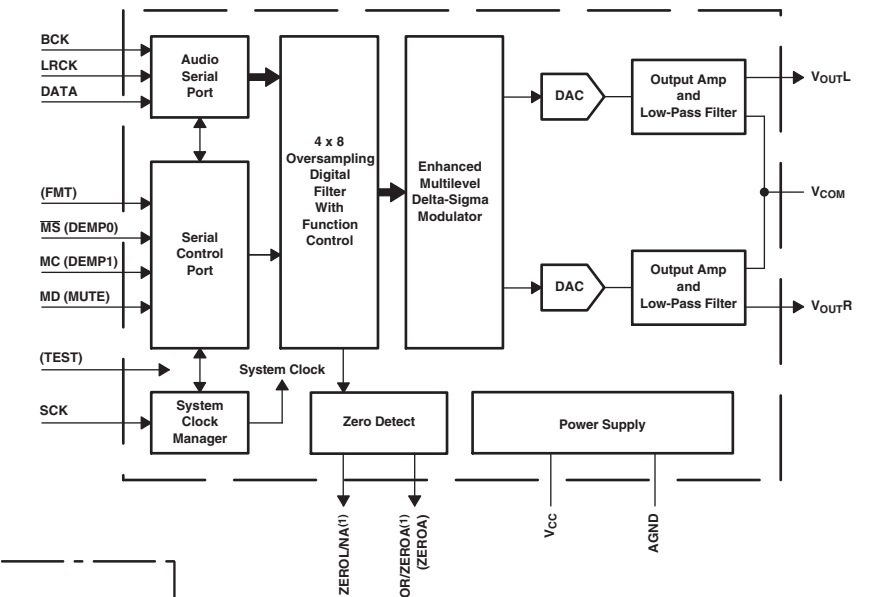 BCK
LRCK
DATA
Audio
Serial
Port
(FMT)
MS (DEMP0)
MC (DEMP1)
MD (MUTE)
Serial
Control
Port
(TEST)
SCK
System
Clock
Manager
System Clock
4 x 8
Oversampling
Digital
Filter
With
Function
Control
Enhanced
Multilevel
Delta-Sigma
Modulator
DAC
Output Amp
and
Low-Pass Filter
VOUTL
VCOM
DAC
Output Amp
and
Low-Pass Filter
VOUTR
Zero Detect
Power Supply
ZEROL/NA(1)
OR/ZEROA(1)
(ZEROA)
VCC
AGND